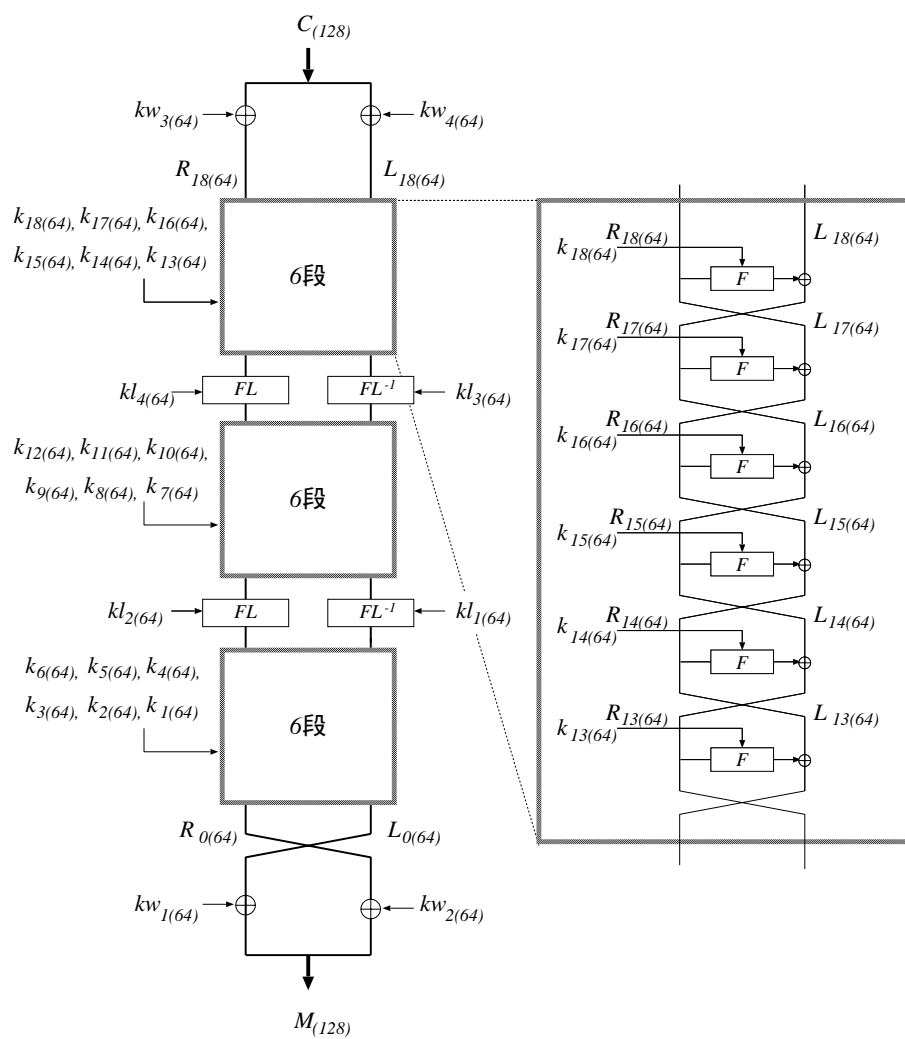 C(128)
kw3(64)
kw4(64)
R18(64)
L18(64)
k18(64), k17(64), k16(64),
k15(64), k14(64), k13(64)
6段
kl4(64)
FL
FL-1
kl3(64)
k12(64), k11(64), k10(64),
k9(64), k8(64), k7(64)
6段
kl2(64)
FL
FL-1
kl1(64)
k6(64), k5(64), k4(64),
k3(64), k2(64), k1(64)
6段
R0(64)
L0(64)
kw1(64)
kw2(64)
M(128)
k18(64)
R18(64)
L18(64)
F
k17(64)
R17(64)
L17(64)
F
k16(64)
R16(64)
L16(64)
F
k15(64)
R15(64)
L15(64)
F
k14(64)
R14(64)
L14(64)
F
k13(64)
R13(64)
L13(64)
F